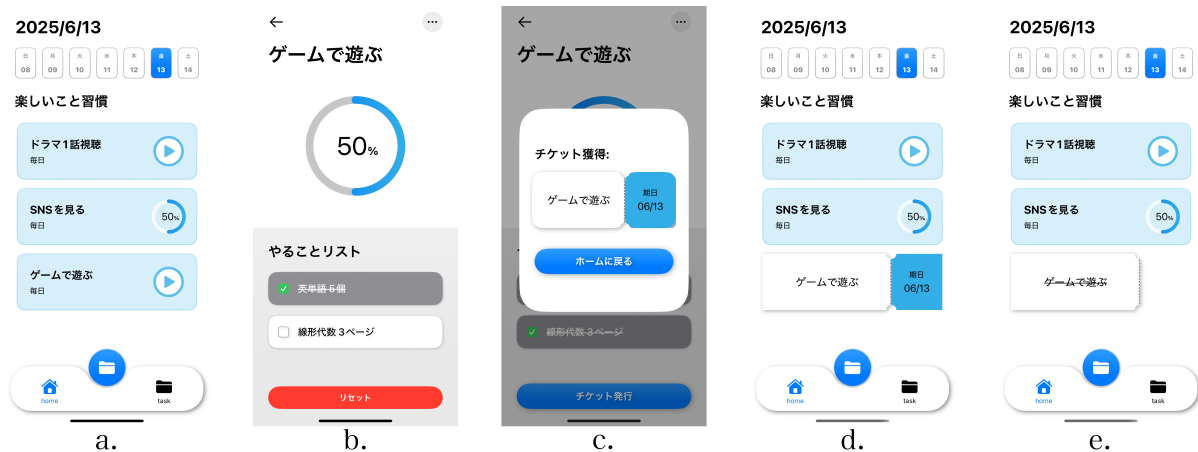 2025/6/13
日 月 火 水 木 金 土
08 09 10 11 12 13 14
楽しいこと習慣
ドラマ1話視聴
毎日
SNSを見る
毎日
50%
ゲームで遊ぶ
毎日
home
task
a.
ゲームで遊ぶ
50%
やることリスト
英単語 5 個
線形代数 3 ページ
リセット
b.
ゲームで遊ぶ
チケット獲得:
ゲームで遊ぶ
期日
06/13
ホームに戻る
線形代数 3 ページ
チケット発行
c.
2025/6/13
日 月 火 水 木 金 土
08 09 10 11 12 13 14
楽しいこと習慣
ドラマ1話視聴
毎日
SNSを見る
毎日
50%
ゲームで遊ぶ
期日
06/13
home
task
d.
2025/6/13
日 月 火 水 木 金 土
08 09 10 11 12 13 14
楽しいこと習慣
ドラマ1話視聴
毎日
SNSを見る
毎日
50%
ゲームで遊ぶ
home
task
e.